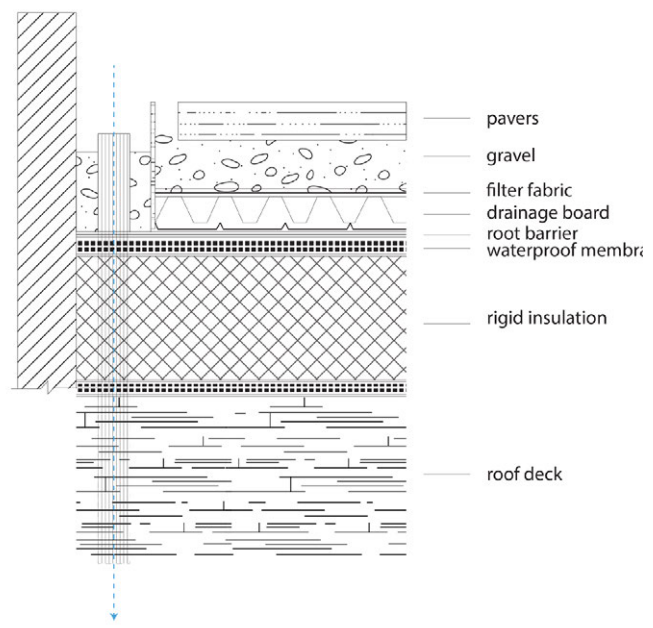 pavers
gravel
filter fabric
drainage board
root barrier
waterproof membra
rigid insulation
roof deck